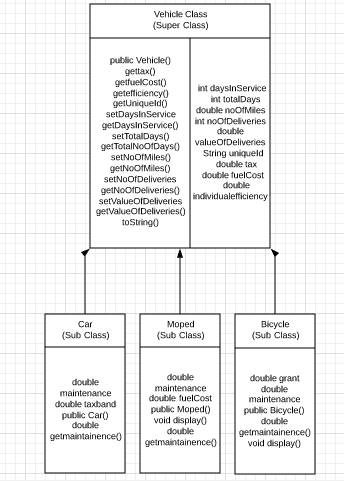 Vehicle Class
(Super Class)
public Vehicle()
gettax()
getfuelCost()
getefficiency()
getUniqueId()
setDaysInService
getDaysInService()
setTotalDays()
getTotalNoOfDays()
setNoOfMiles()
getNoOfMiles()
setNoOfDeliveries
getNoOfDeliveries()
setValueOfDeliveries
getValueOfDeliveries()
toString()
int daysInService
int totalDays
double noOfMiles
int noOfDeliveries
double
valueOfDeliveries
String uniqueId
double tax
double fuelCost
double
individualefficiency
Car
(Sub Class)
double
maintenance
double taxband
public Car()
double
getmaintainence()
Moped
(Sub Class)
double
maintenance
double fuelCost
public Moped()
void display()
double
getmaintainence()
Bicycle
(Sub Class)
double grant
double
maintenance
public Bicycle()
double
getmaintainence()
void display()